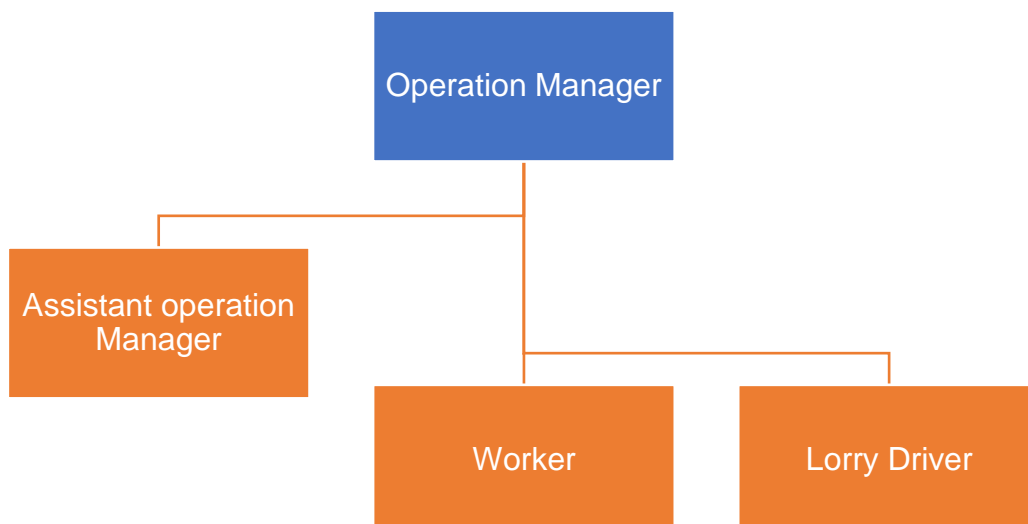 Operation Manager
Assistant operation
Manager
Worker
Lorry Driver